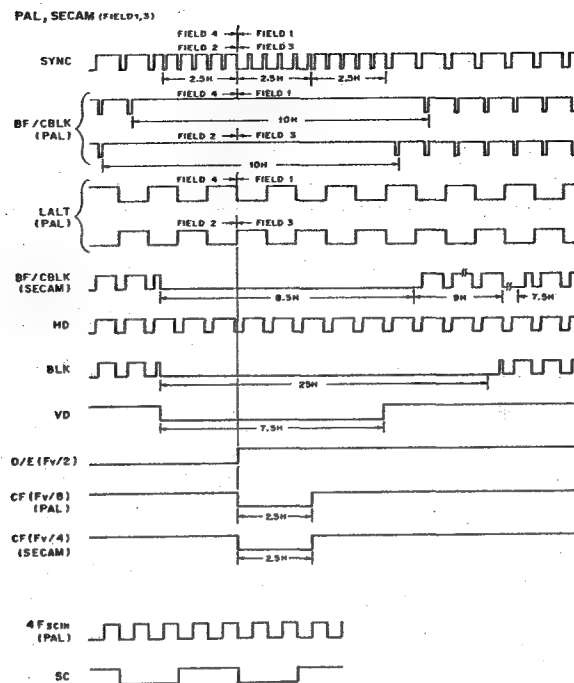 PAL, SECAM (FIELD1,3)
FIELD 4 FIELD 1
FIELD 2 FIELD 3
SYNC
2.5H 2.5H 2.5H
FIELD 4 FIELD 1
BF/CBLK
(PAL)
10H
FIELD 2 FIELD 3
10H
FIELD 4 FIELD 1
LALT
(PAL)
FIELD 2 FIELD 3
BF/CBLK
(SECAM)
8.5H 9H 7.5H
HD
BLK
25H
VD
7.5H
O/E(Fv/2)
CF(Fv/8)
(PAL)
2.5H
CF(Fv/4)
(SECAM)
2.5H
4FSCIN
(PAL)
SC